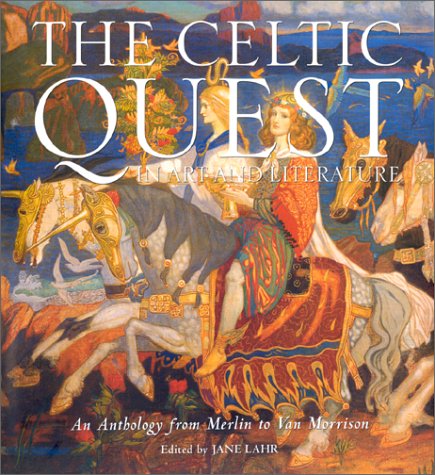 THE CELTIC
QUEST
IN ART AND LITERATURE
An Anthology from Merlin to Van Morrison
Edited by JANE LAHR